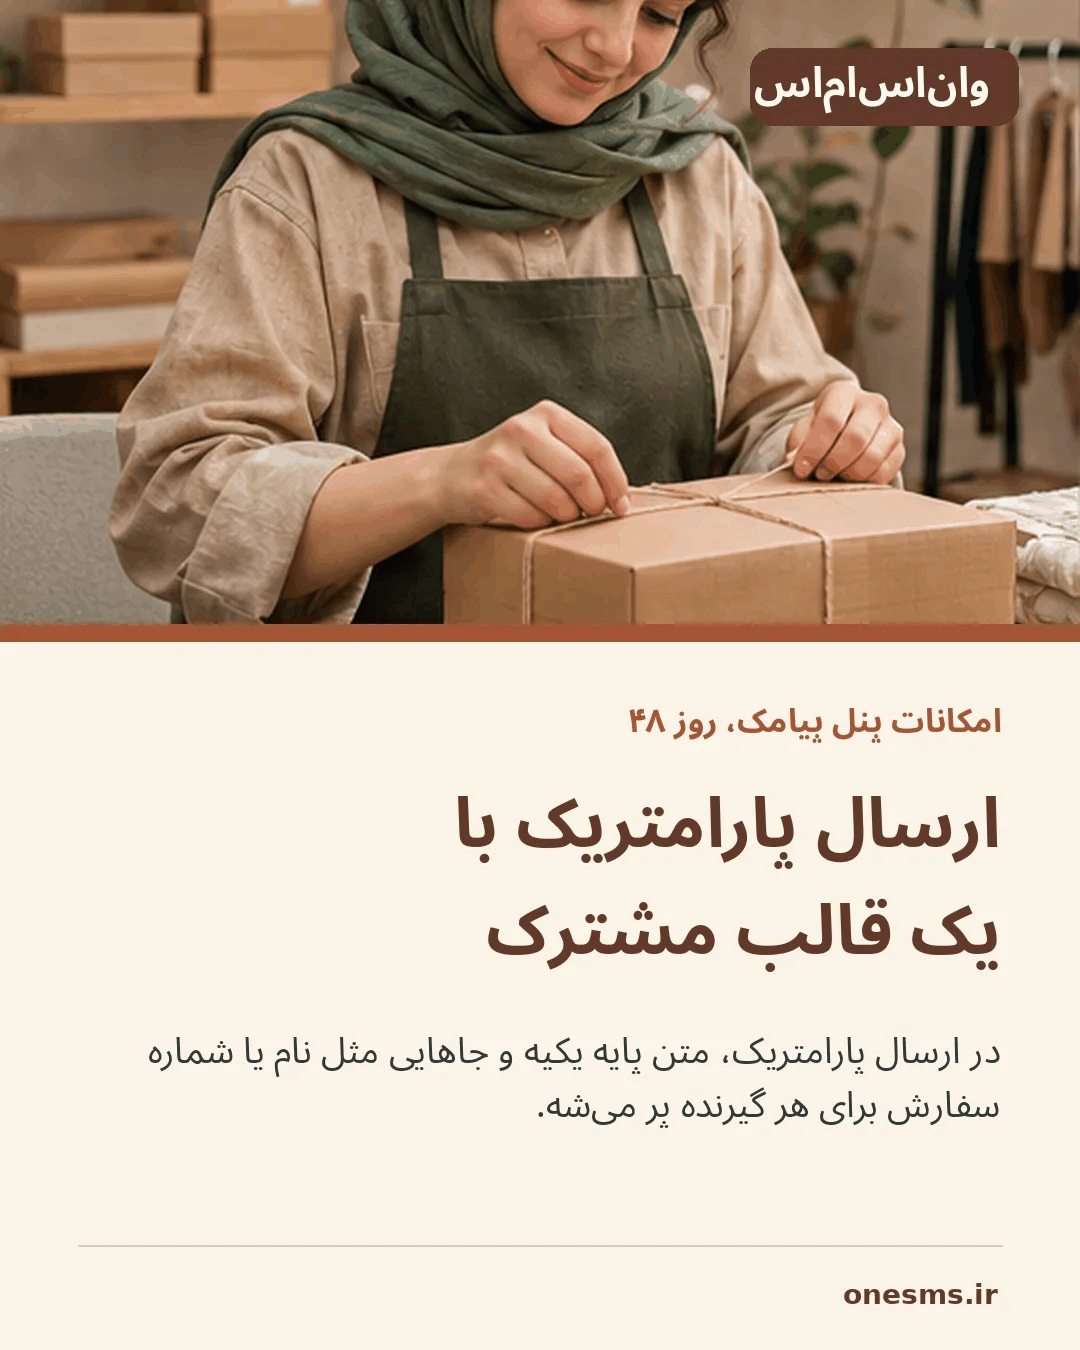 وان‌اس‌ام‌اس
امکانات پنل پیامک، روز ۴۸
ارسال پارامتریک با
یک قالب مشترک
در ارسال پارامتریک، متن پایه یکیه و جاهایی مثل نام یا شماره
سفارش برای هر گیرنده پر می‌شه.
onesms.ir